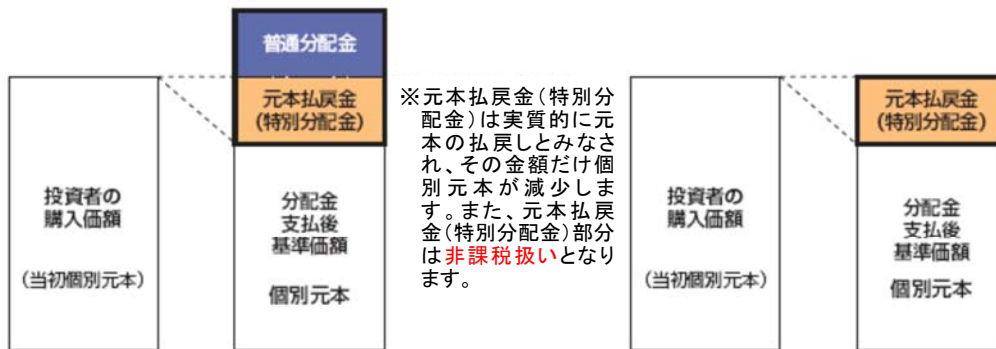 普通分配金
元本払戻金
(特別分配金)
投資者の
購入価額
(当初個別元本)
分配金
支払後
基準価額
個別元本
※元本払戻金(特別分
配金)は実質的に元
本の払戻しとみなさ
れ、その金額だけ個
別元本が減少しま
す。また、元本払戻
金(特別分配金)部分
は非課税扱いとなり
ます。
投資者の
購入価額
(当初個別元本)
元本払戻金
(特別分配金)
分配金
支払後
基準価額
個別元本